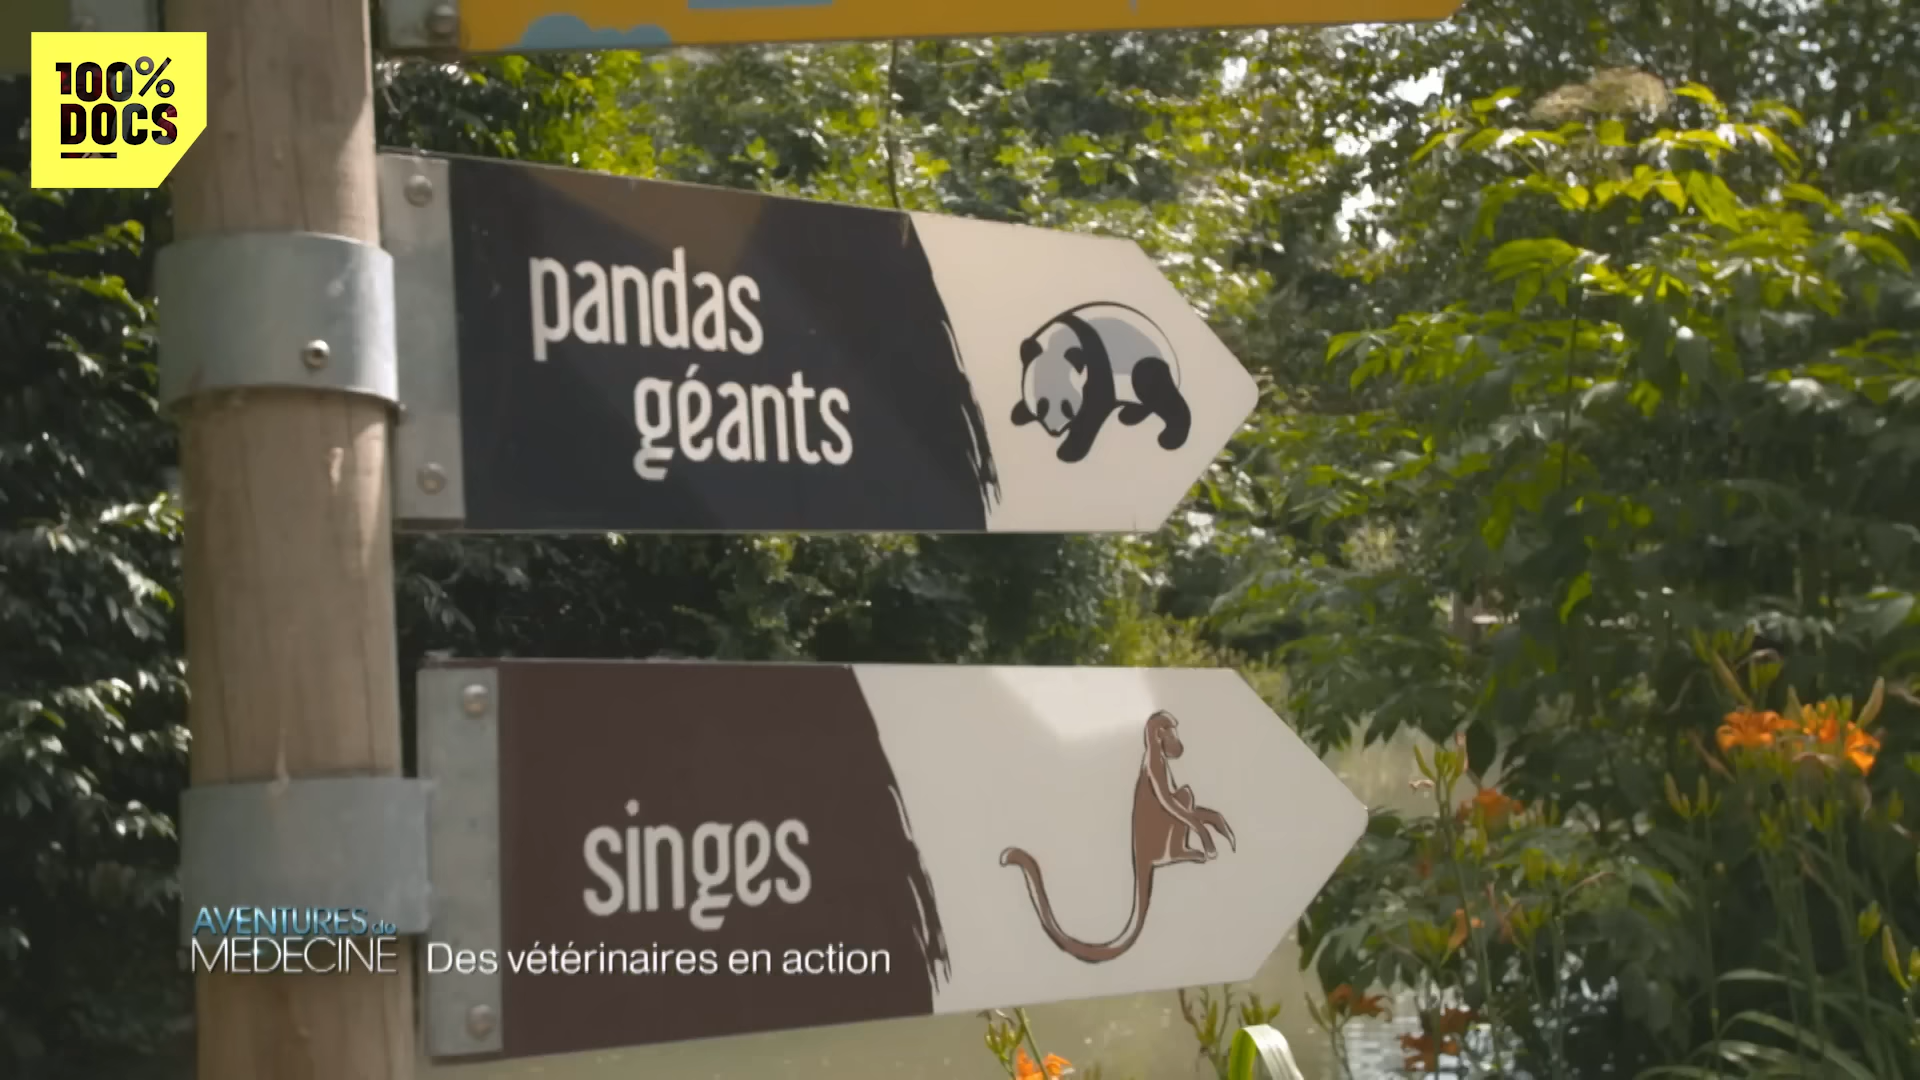 100%
DOCS
pandas
géants
singes
AVENTURES de
MEDECINE
Des vétérinaires en action